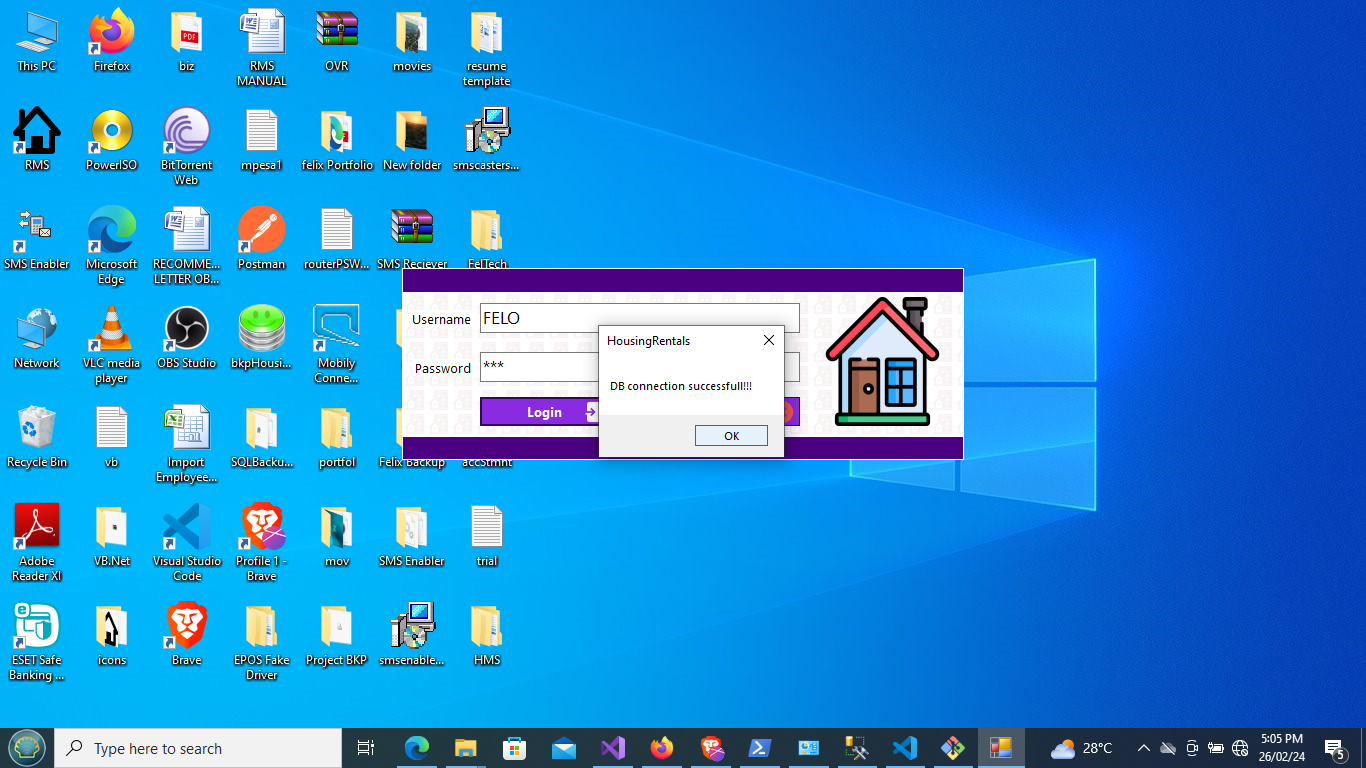 This PC
Firefox
biz
RMS
MANUAL
OVR
movies
resume
template
RMS
PowerISO
BitTorrent
Web
mpesa1
felix Portfolio
New folder
smscasters...
SMS Enabler
Microsoft
Edge
RECOMME...
LETTER OB...
Postman
routerPSW...
SMS Reciever
FelTech
Network
VLC media
player
OBS Studio
bkpHousi...
Mobily
Conne...
Recycle Bin
vb
Import
Employee...
SQLBacku...
portfol
Felix Backup
accStmnt
Adobe
Reader XI
VB.Net
Visual Studio
Code
Profile 1 -
Brave
mov
SMS Enabler
trial
ESET Safe
Banking ...
icons
Brave
EPOS Fake
Driver
Project BKP
smsenable...
HMS
Username
FELO
Password
***
Login
HousingRentals
DB connection successfull!!!
OK
Type here to search
28°C
5:05 PM
26/02/24
5